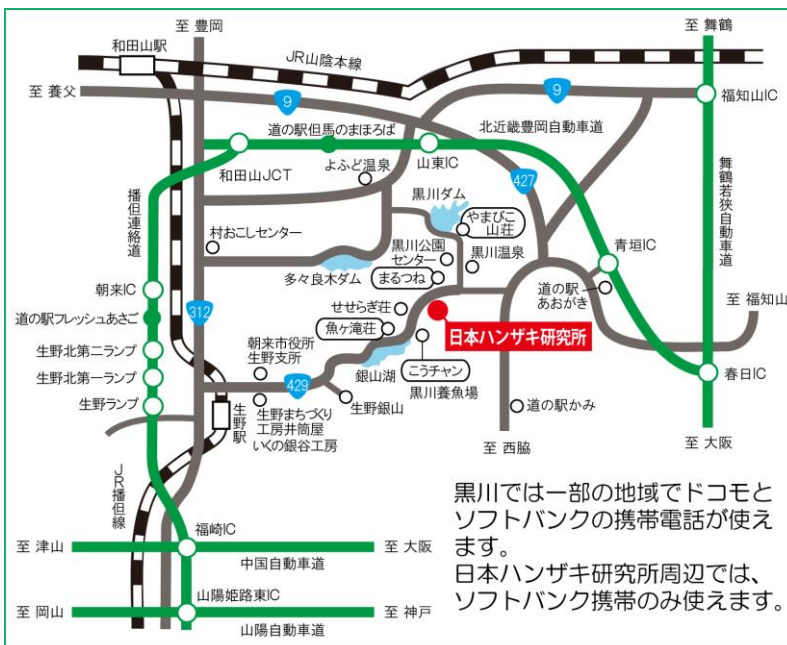 至 豊岡
至 舞鶴
和田山駅
JR山陰本線
至 養父
9
9
福知山IC
北近畿豊岡自動車道
道の駅但馬のまほろば
山東IC
和田山JCT
よふど温泉
427
舞鶴若狭自動車道
播但連絡道
黒川ダム
やまびこ
山荘
村おこしセンター
黒川公園
センター
黒川温泉
青垣IC
多々良木ダム
まるつね
朝来IC
道の駅
あおがき
至 福知山
道の駅フレッシュあさご
312
せせらぎ荘
魚ヶ滝荘
日本ハンザキ研究所
生野北第二ランプ
朝来市役所
生野支所
銀山湖
こうチャン
生野北第一ランプ
429
黒川養魚場
春日IC
生野ランプ
生野駅
生野まちづくり
工房井筒屋
いくの銀谷工房
生野銀山
道の駅かみ
至 西脇
至 大阪
JR播但線
福崎IC
至 津山
至 大阪
中国自動車道
山陽姫路東IC
至 岡山
至 神戸
山陽自動車道
黒川では一部の地域でドコモと
ソフトバンクの携帯電話が使え
ます。
日本ハンザキ研究所周辺では、
ソフトバンク携帯のみ使えます。